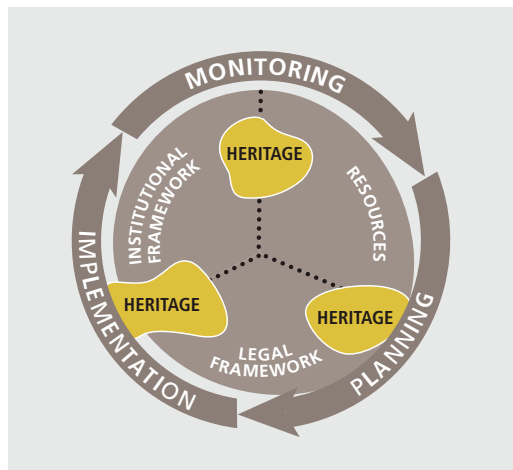 MONITORING
HERITAGE
INSTITUTIONAL
FRAMEWORK
RESOURCES
IMPLEMENTATION
HERITAGE
HERITAGE
PLANNING
LEGAL
FRAMEWORK